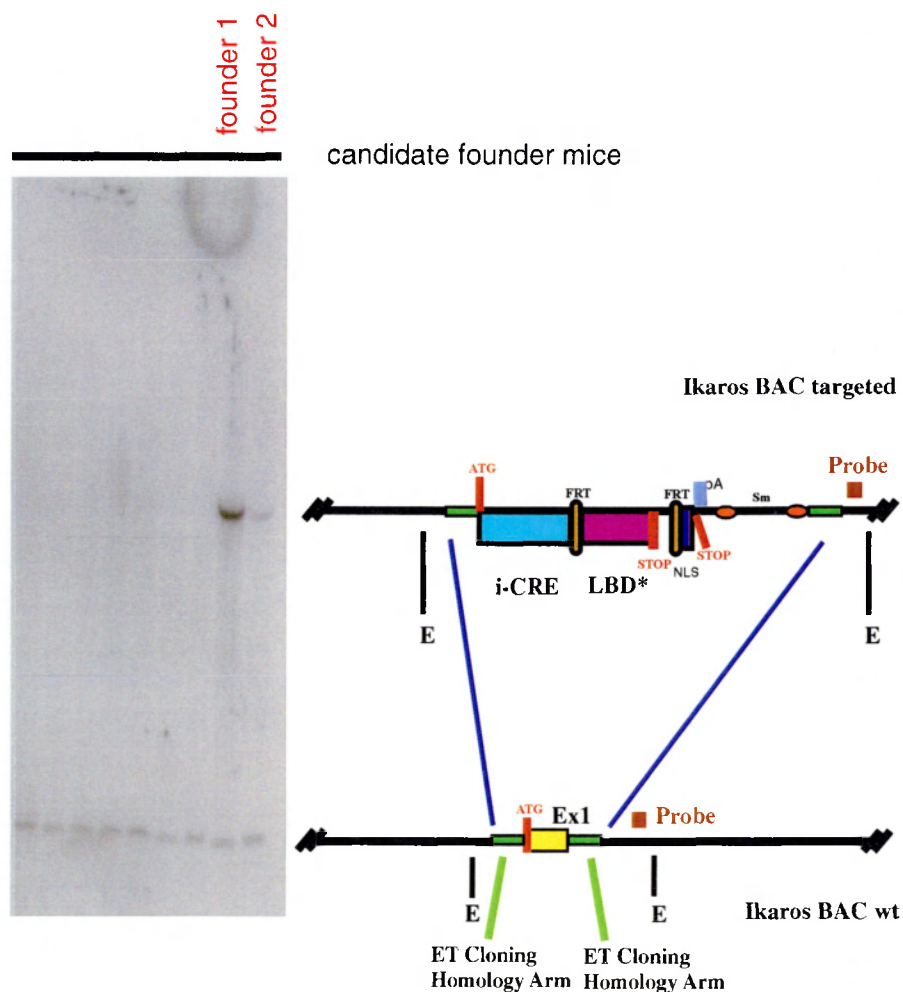 founder 1
founder 2
candidate founder mice
Ikaros BAC targeted
Probe
ATG
FRT
FRT
pA
Sm
STOP
STOP
NLS
i-CRE
LBD*
E
E
ATG
Ex1
Probe
E
E
Ikaros BAC wt
ET Cloning
Homology Arm
ET Cloning
Homology Arm